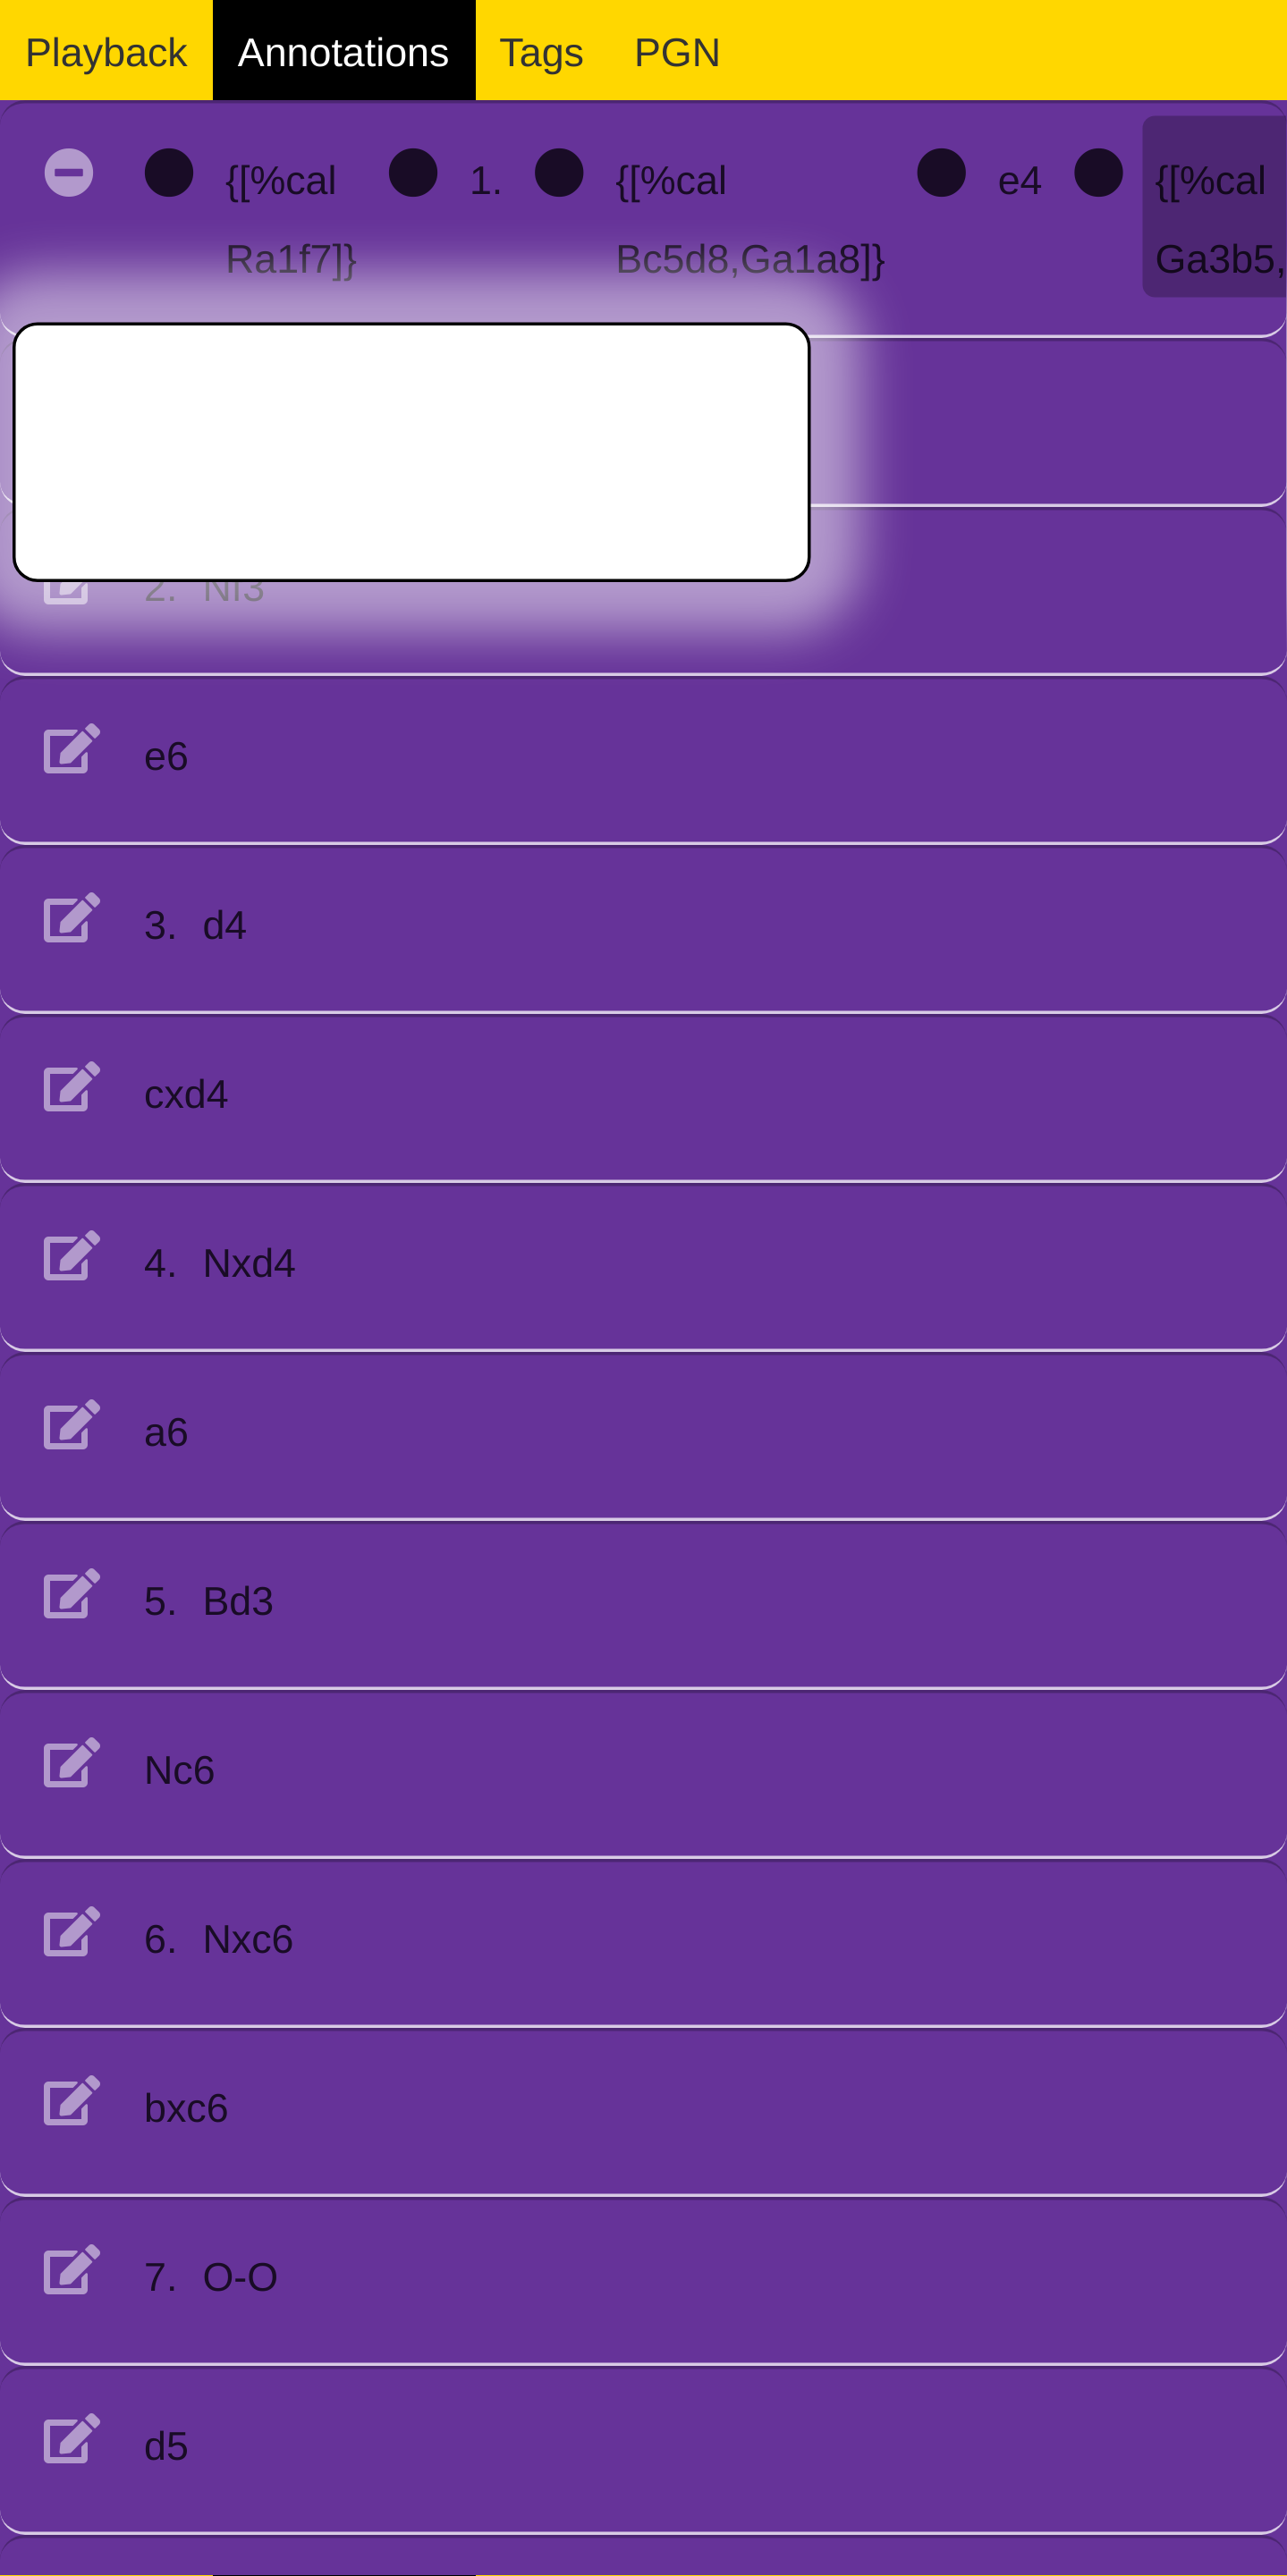 Playback Annotations Tags PGN
{[%cal 1. {[%cal e4 {[%cal
Ra1f7]} Bc5d8,Ga1a8]} Ga3b5,
2. Nf3
e6
3. d4
cxd4
4. Nxd4
a6
5. Bd3
Nc6
6. Nxc6
bxc6
7. O-O
d5